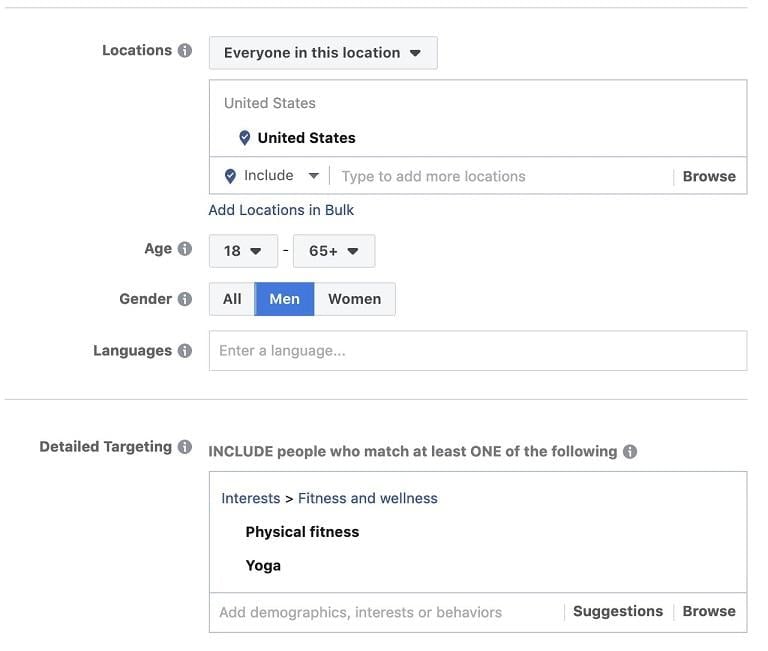 Locations
Everyone in this location
United States
United States
Include Type to add more locations Browse
Add Locations in Bulk
Age 18 - 65+
Gender All Men Women
Languages Enter a language...
Detailed Targeting INCLUDE people who match at least ONE of the following
Interests > Fitness and wellness
Physical fitness
Yoga
Add demographics, interests or behaviors Suggestions Browse